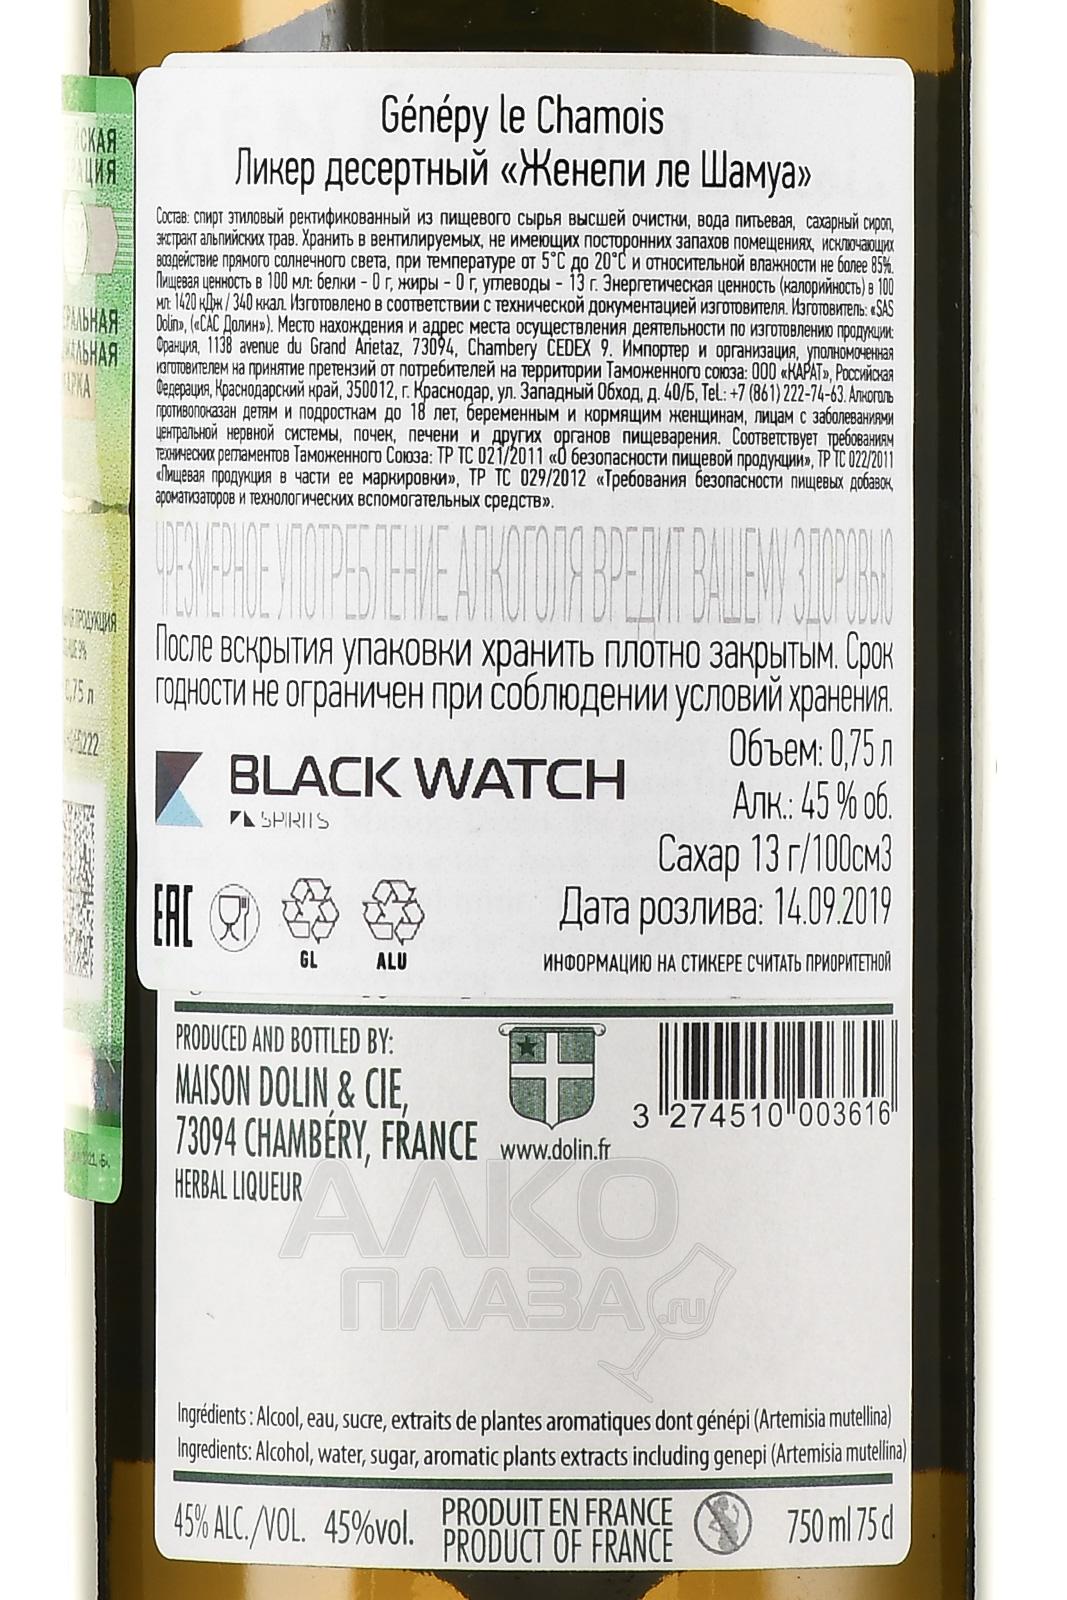 Génépy le Chamois
Ликер десертный «Женепи ле Шамуа»
Состав: спирт этиловый ректификованный из пищевого сырья высшей очистки, вода питьевая, сахарный сироп,
экстракт альпийских трав. Хранить в вентилируемых, не имеющих посторонних запахов помещениях, исключающих
воздействие прямого солнечного света, при температуре от 5°С до 20°С и относительной влажности не более 85%.
Пищевая ценность в 100 мл: белки - 0 г, жиры - 0 г, углеводы - 13 г. Энергетическая ценность (калорийность) в 100
мл: 1420 кДж / 340 ккал. Изготовлено в соответствии с технической документацией изготовителя. Изготовитель: «SAS
Dolin», («САС Долин»). Место нахождения и адрес места осуществления деятельности по изготовлению продукции:
Франция, 1138 avenue du Grand Arietaz, 73094, Chambery CEDEX 9. Импортер и организация, уполномоченная
изготовителем на принятие претензий от потребителей на территории Таможенного союза: ООО «КАРАТ», Российская
Федерация, Краснодарский край, 350012, г. Краснодар, ул. Западный Обход, д. 40/Б, Tel.: +7 (861) 222-74-63. Алкоголь
противопоказан детям и подросткам до 18 лет, беременным и кормящим женщинам, лицам с заболеваниями
центральной нервной системы, почек, печени и других органов пищеварения. Соответствует требованиям
технических регламентов Таможенного Союза: ТР ТС 021/2011 «О безопасности пищевой продукции», ТР ТС 022/2011
«Пищевая продукция в части ее маркировки», ТР ТС 029/2012 «Требования безопасности пищевых добавок,
ароматизаторов и технологических вспомогательных средств».
ЧРЕЗМЕРНОЕ УПОТРЕБЛЕНИЕ АЛКОГОЛЯ ВРЕДИТ ВАШЕМУ ЗДОРОВЬЮ
После вскрытия упаковки хранить плотно закрытым. Срок
годности не ограничен при соблюдении условий хранения.
Объем: 0,75 л
BLACK WATCH
SPIRITS
Алк.: 45 % об.
Сахар 13 г/100см3
Дата розлива: 14.09.2019
EAC
GL
ALU
ИНФОРМАЦИЮ НА СТИКЕРЕ СЧИТАТЬ ПРИОРИТЕТНОЙ
PRODUCED AND BOTTLED BY:
MAISON DOLIN & CIE,
73094 CHAMBÉRY, FRANCE
HERBAL LIQUEUR
www.dolin.fr
3 274510 003616
АЛКО
ПЛАЗА
.ru
Ingrédients : Alcool, eau, sucre, extraits de plantes aromatiques dont génépi (Artemisia mutellina)
Ingredients: Alcohol, water, sugar, aromatic plants extracts including genepi (Artemisia mutellina)
45% ALC./VOL. 45%vol.
PRODUIT EN FRANCE
PRODUCT OF FRANCE
750 ml 75 cl
0,75 л